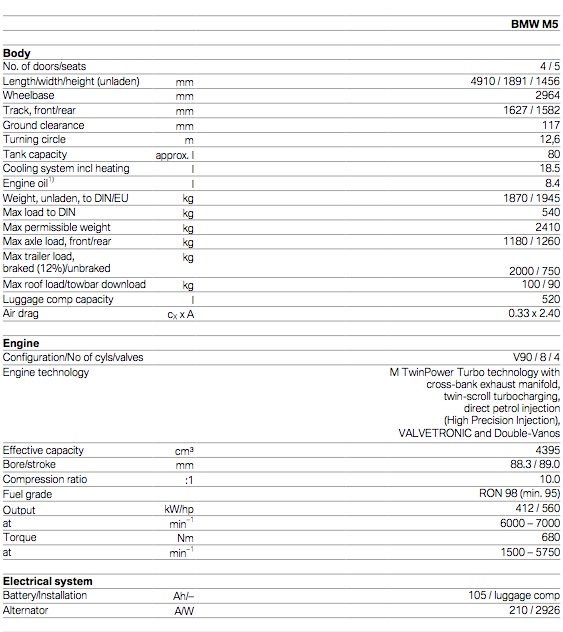 BMW M5
Body
No. of doors/seats 4 / 5
Length/width/height (unladen) mm 4910 / 1891 / 1456
Wheelbase mm 2964
Track, front/rear mm 1627 / 1582
Ground clearance mm 117
Turning circle m 12,6
Tank capacity approx. l 80
Cooling system incl heating l 18.5
Engine oil 1) l 8.4
Weight, unladen, to DIN/EU kg 1870 / 1945
Max load to DIN kg 540
Max permissible weight kg 2410
Max axle load, front/rear kg 1180 / 1260
Max trailer load, kg
braked (12%)/unbraked 2000 / 750
Max roof load/towbar download kg 100 / 90
Luggage comp capacity l 520
Air drag cx x A 0.33 x 2.40
Engine
Configuration/No of cyls/valves V90 / 8 / 4
Engine technology M TwinPower Turbo technology with
cross-bank exhaust manifold,
twin-scroll turbocharging,
direct petrol injection
(High Precision Injection),
VALVETRONIC and Double-Vanos
Effective capacity cm³ 4395
Bore/stroke mm 88.3 / 89.0
Compression ratio :1 10.0
Fuel grade RON 98 (min. 95)
Output kW/hp 412 / 560
at min⁻¹ 6000 – 7000
Torque Nm 680
at min⁻¹ 1500 – 5750
Electrical system
Battery/Installation Ah/– 105 / luggage comp
Alternator A/W 210 / 2926